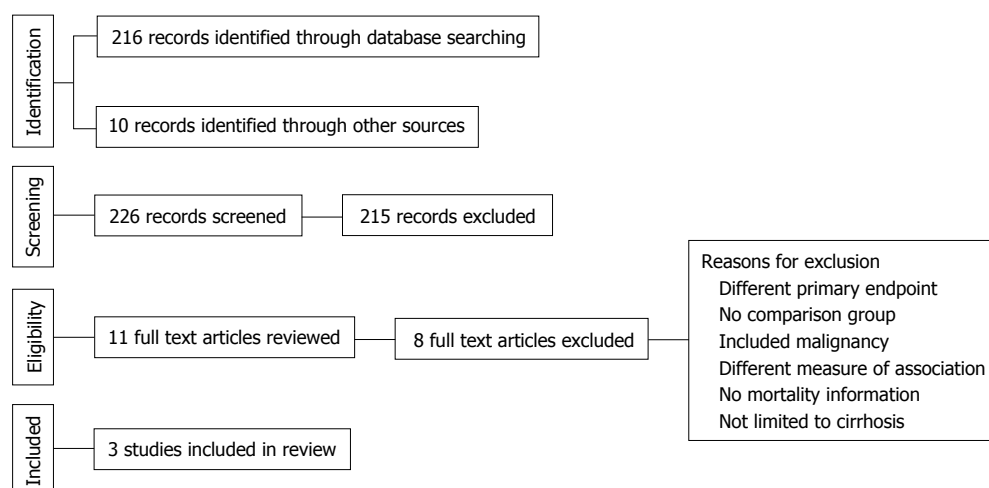 Identification
216 records identified through database searching
10 records identified through other sources
Screening
226 records screened
215 records excluded
Eligibility
11 full text articles reviewed
8 full text articles excluded
Reasons for exclusion
Different primary endpoint
No comparison group
Included malignancy
Different measure of association
No mortality information
Not limited to cirrhosis
Included
3 studies included in review